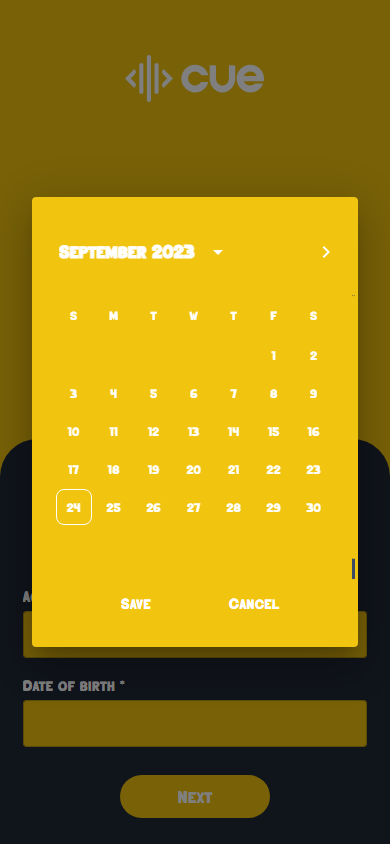 cue
September 2023
S M T W T F S
1 2
3 4 5 6 7 8 9
10 11 12 13 14 15 16
17 18 19 20 21 22 23
24 25 26 27 28 29 30
Save Cancel
Date of birth *
Next